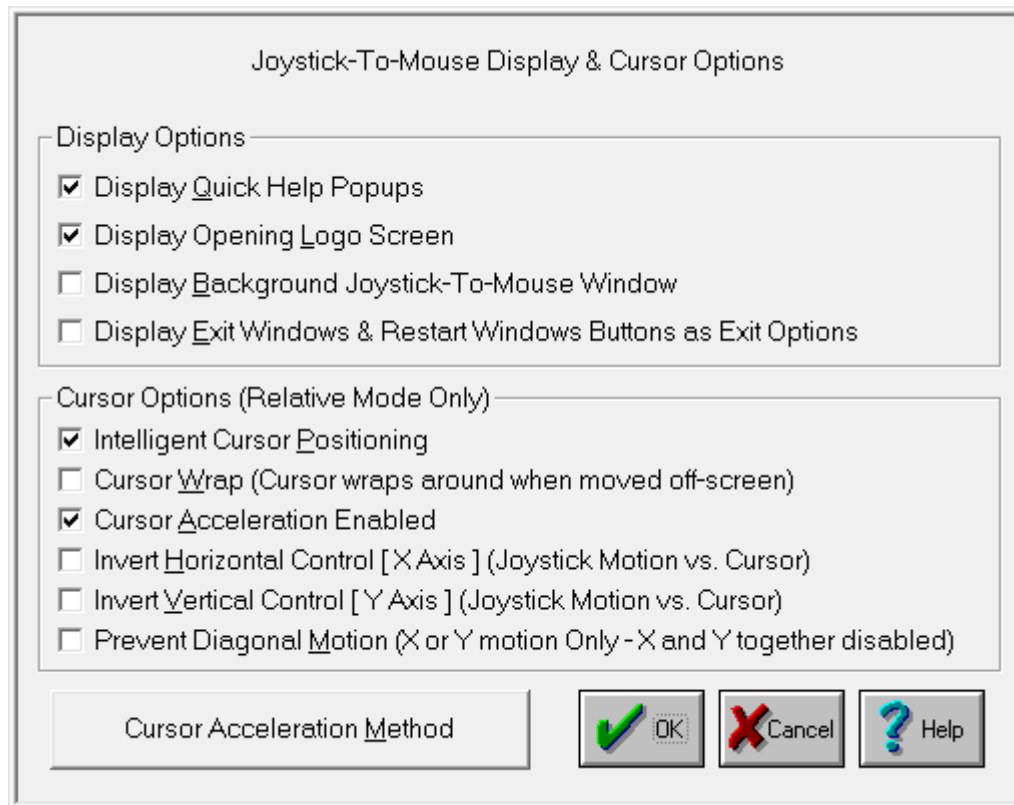 Joystick-To-Mouse Display & Cursor Options
Display Options
Display Quick Help Popups
Display Opening Logo Screen
Display Background Joystick-To-Mouse Window
Display Exit Windows & Restart Windows Buttons as Exit Options
Cursor Options (Relative Mode Only)
Intelligent Cursor Positioning
Cursor Wrap (Cursor wraps around when moved off-screen)
Cursor Acceleration Enabled
Invert Horizontal Control [ X Axis ] (Joystick Motion vs. Cursor)
Invert Vertical Control [ Y Axis ] (Joystick Motion vs. Cursor)
Prevent Diagonal Motion (X or Y motion Only - X and Y together disabled)
Cursor Acceleration Method
OK
Cancel
Help